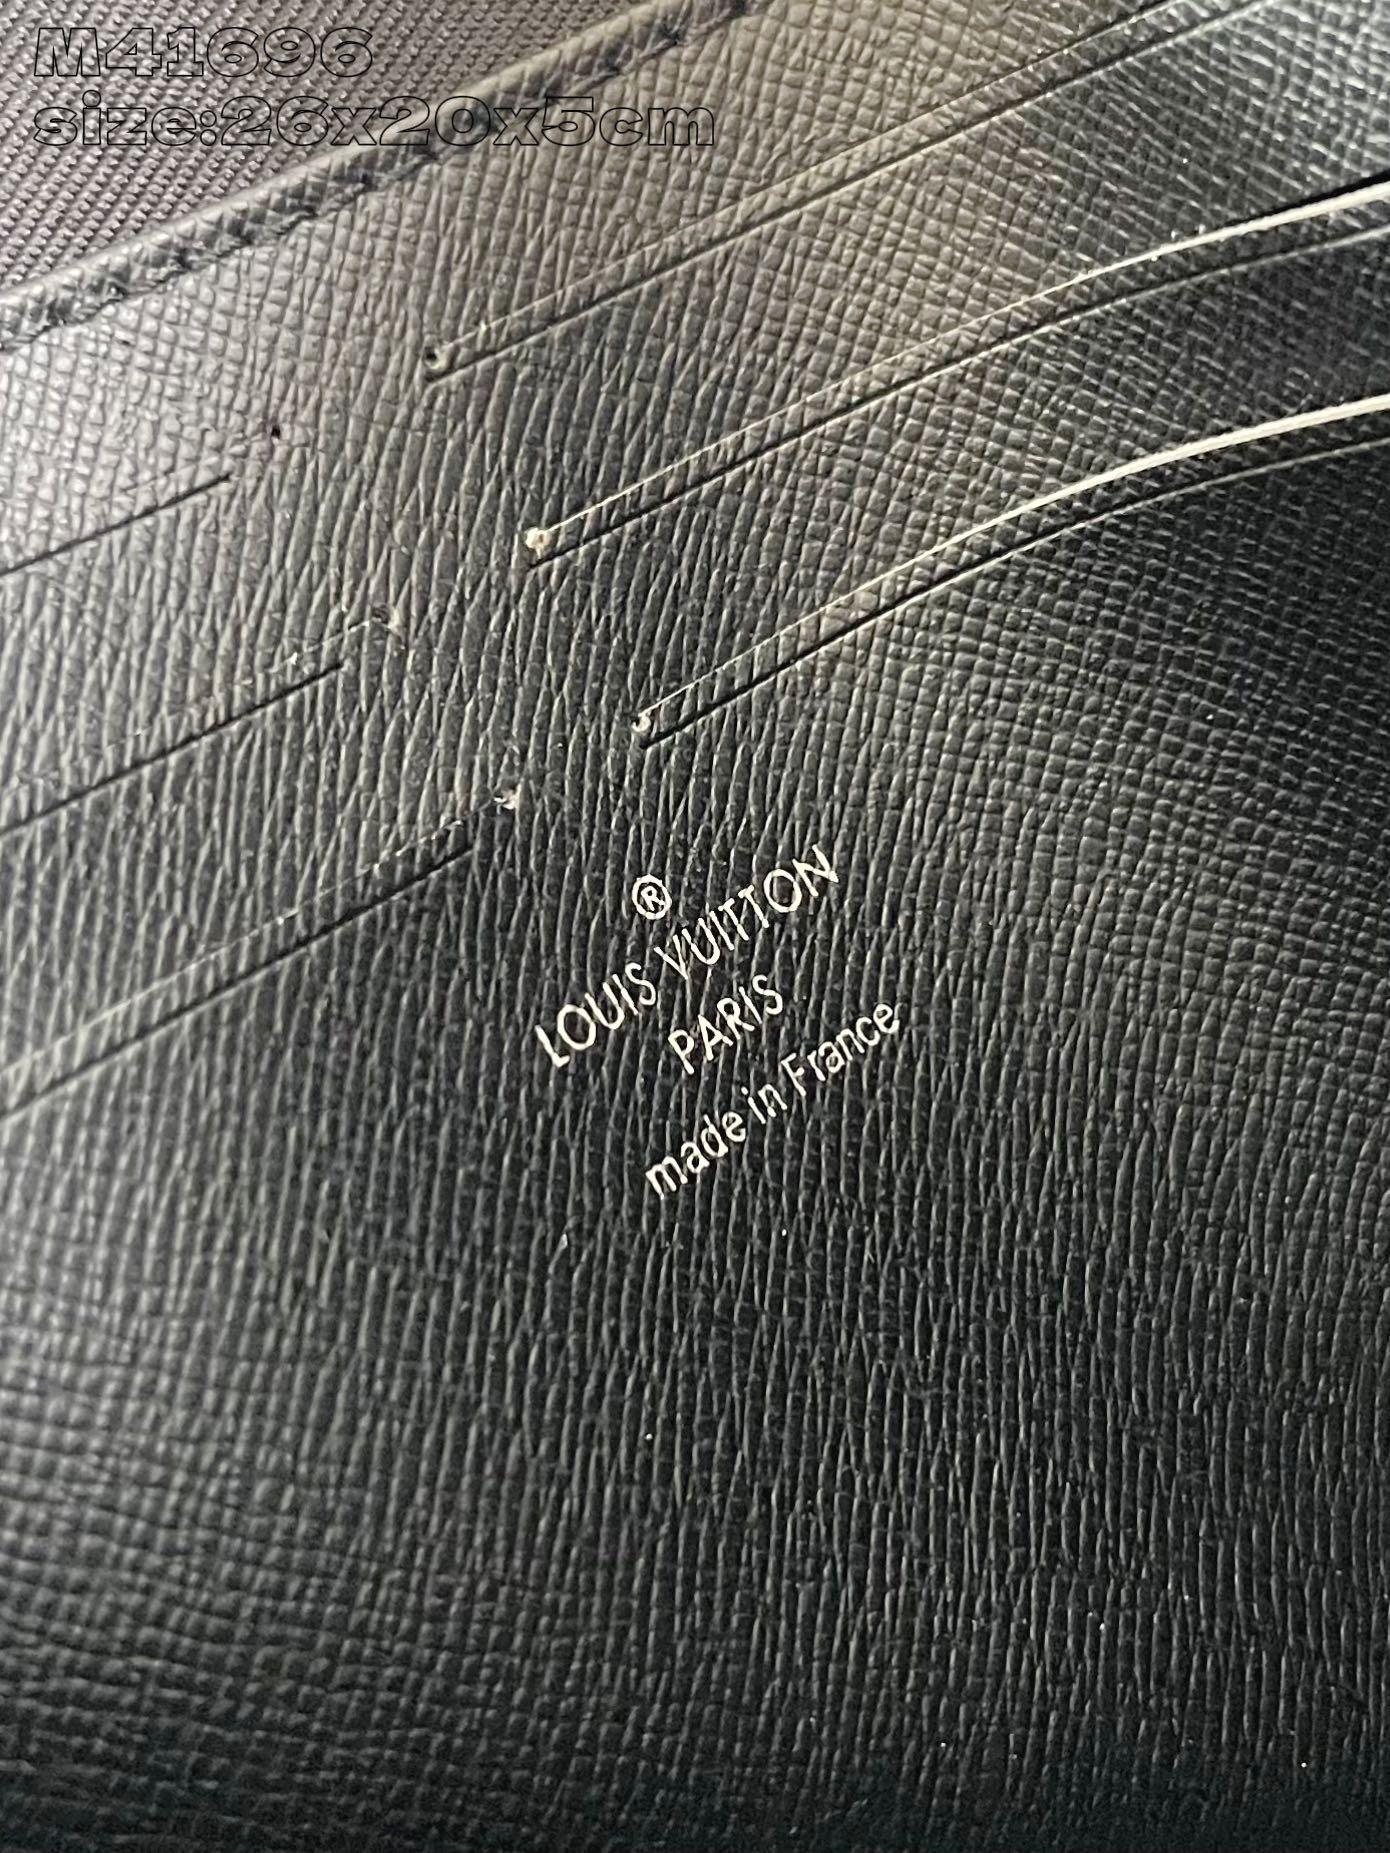 M41696
size:26x20x5cm
®
LOUIS VUITTON
PARIS
made in France